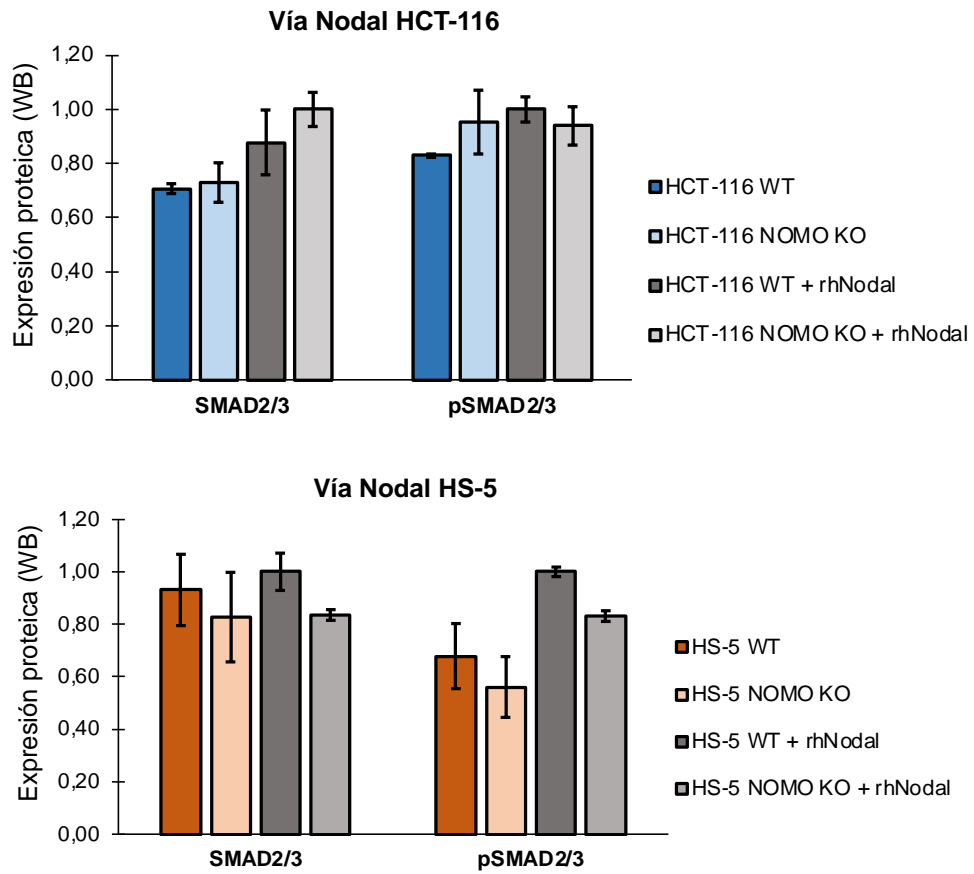 Vía Nodal HCT-116
Expresión proteica (WB)
1,20
1,00
0,80
0,60
0,40
0,20
0,00
SMAD2/3
pSMAD2/3
HCT-116 WT
HCT-116 NOMO KO
HCT-116 WT + rhNodal
HCT-116 NOMO KO + rhNodal
Vía Nodal HS-5
Expresión proteica (WB)
1,20
1,00
0,80
0,60
0,40
0,20
0,00
SMAD2/3
pSMAD2/3
HS-5 WT
HS-5 NOMO KO
HS-5 WT + rhNodal
HS-5 NOMO KO + rhNodal